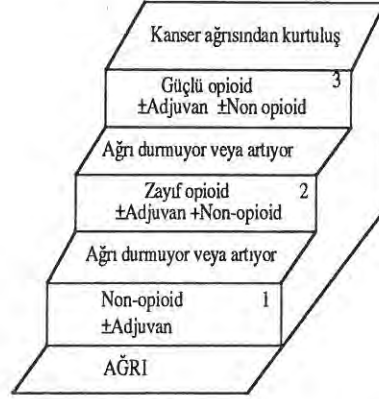 Kanser ağrısından kurtuluş
Güçlü opioid 3
±Adjuvan ±Non opioid
Ağrı durmuyor veya artıyor
Zayıf opioid 2
±Adjuvan +Non-opioid
Ağrı durmuyor veya artıyor
Non-opioid 1
±Adjuvan
AĞRI